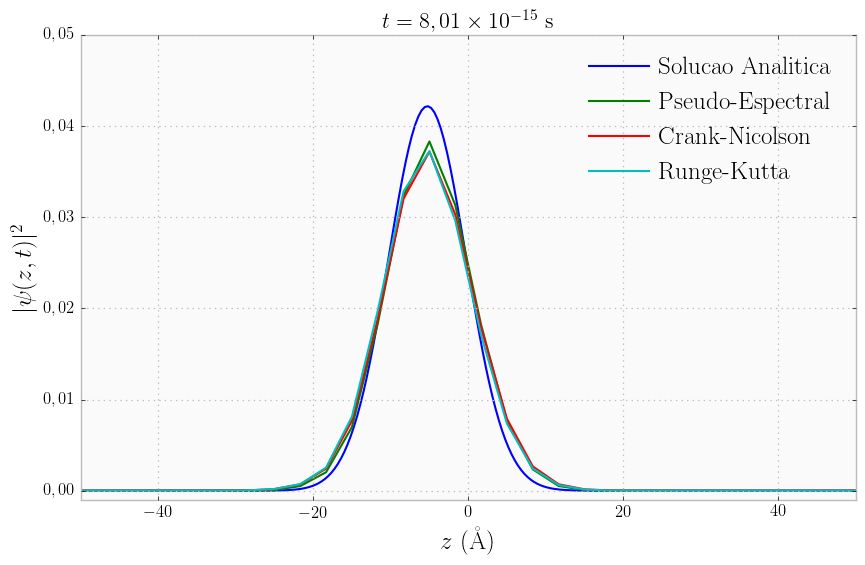 t = 8,01 × 10⁻¹⁵ s
0,05
0,04
0,03
0,02
0,01
0,00
|ψ(z, t)|²
Solucao Analitica
Pseudo-Espectral
Crank-Nicolson
Runge-Kutta
−40
−20
0
20
40
z (Å)